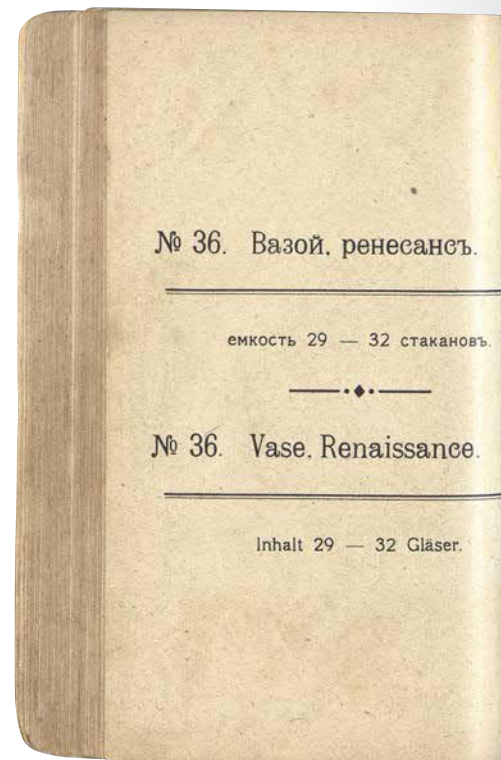 № 36. Вазой, ренесансъ.
емкость 29 — 32 стакановъ.
№ 36. Vase, Renaissance.
Inhalt 29 — 32 Gläser.